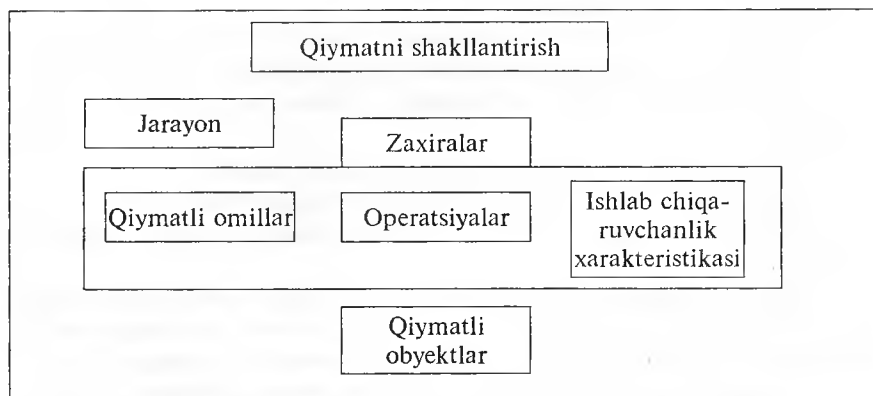 Qiymatni shakllantirish
Jarayon
Zaxiralar
Qiymatli omillar
Operatsiyalar
Ishlab chiqa-
ruvchanlik
xarakteristikasi
Qiymatli
obyektlar